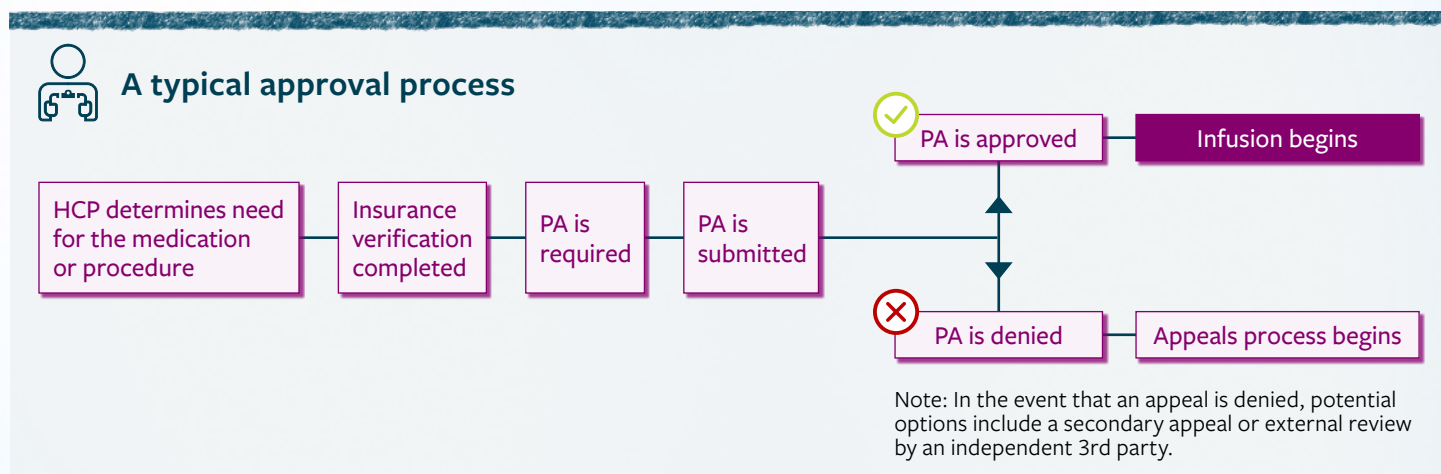 A typical approval process
HCP determines need
for the medication
or procedure
Insurance
verification
completed
PA is
required
PA is
submitted
PA is approved
Infusion begins
PA is denied
Appeals process begins
Note: In the event that an appeal is denied, potential
options include a secondary appeal or external review
by an independent 3rd party.